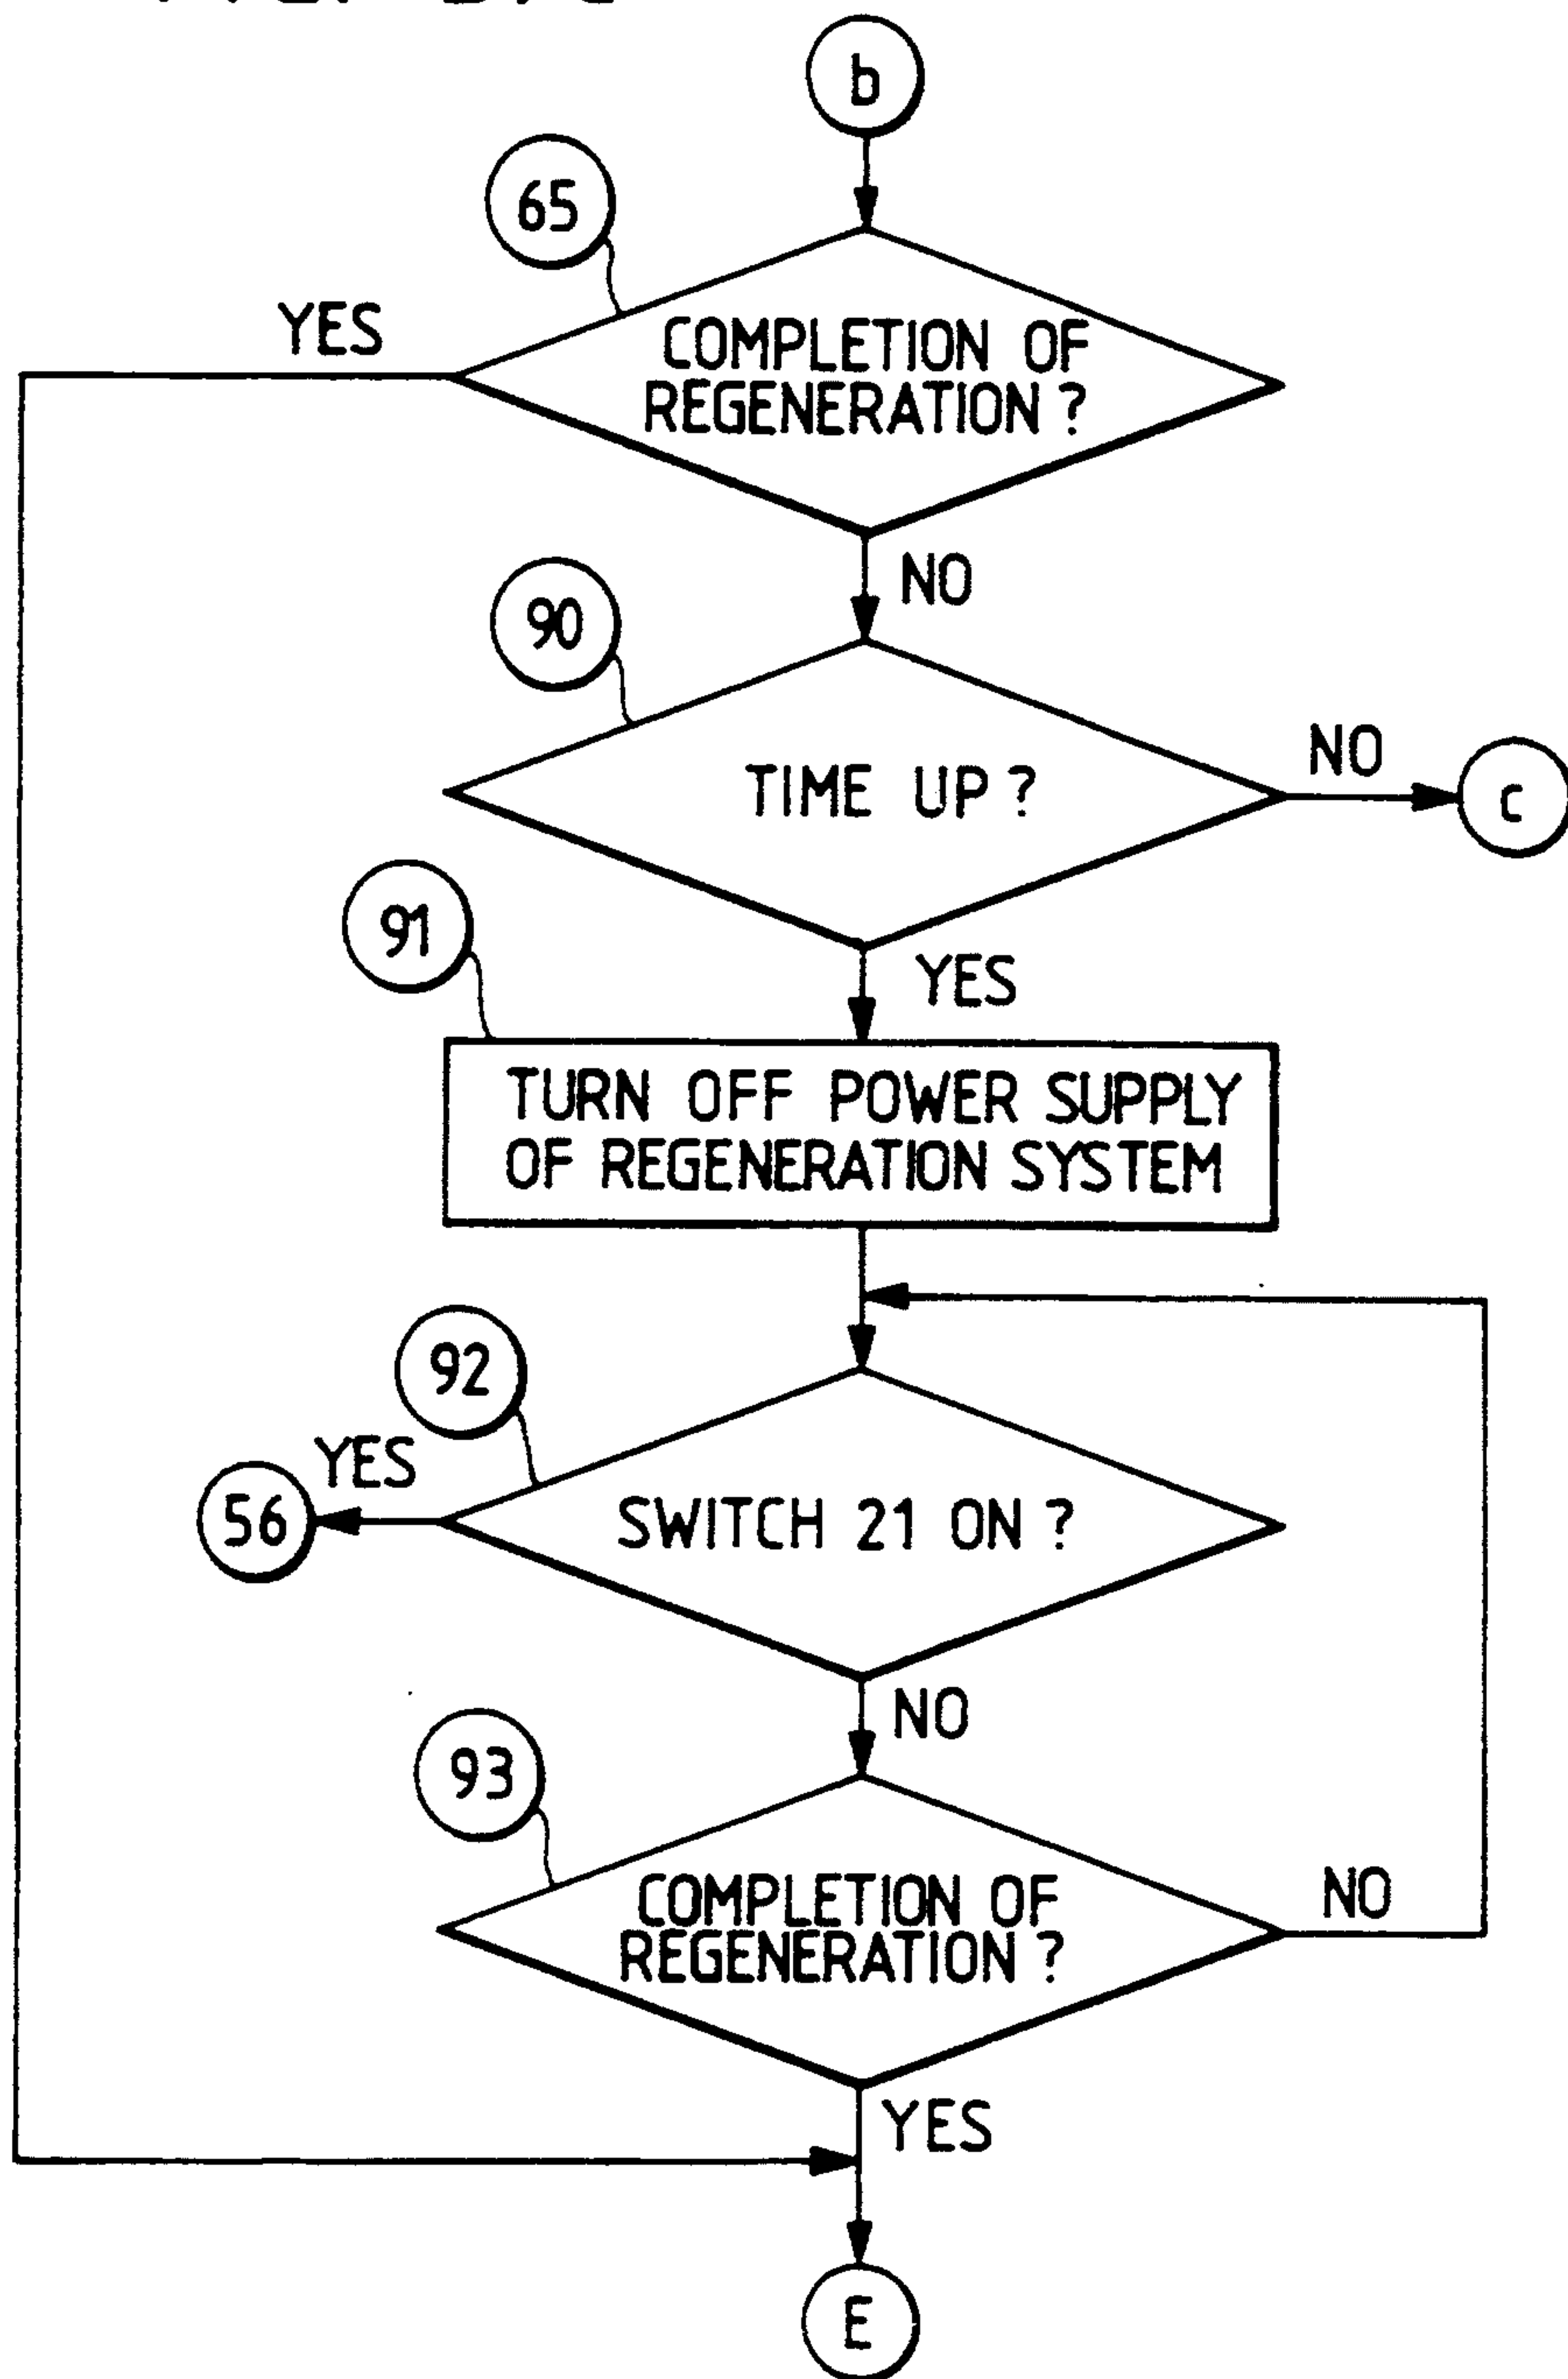 b
65
YES
COMPLETION OF
REGENERATION ?
NO
90
TIME UP ?
NO
c
91
YES
TURN OFF POWER SUPPLY
OF REGENERATION SYSTEM
92
YES
56
SWITCH 21 ON ?
NO
93
COMPLETION OF
REGENERATION ?
NO
YES
E